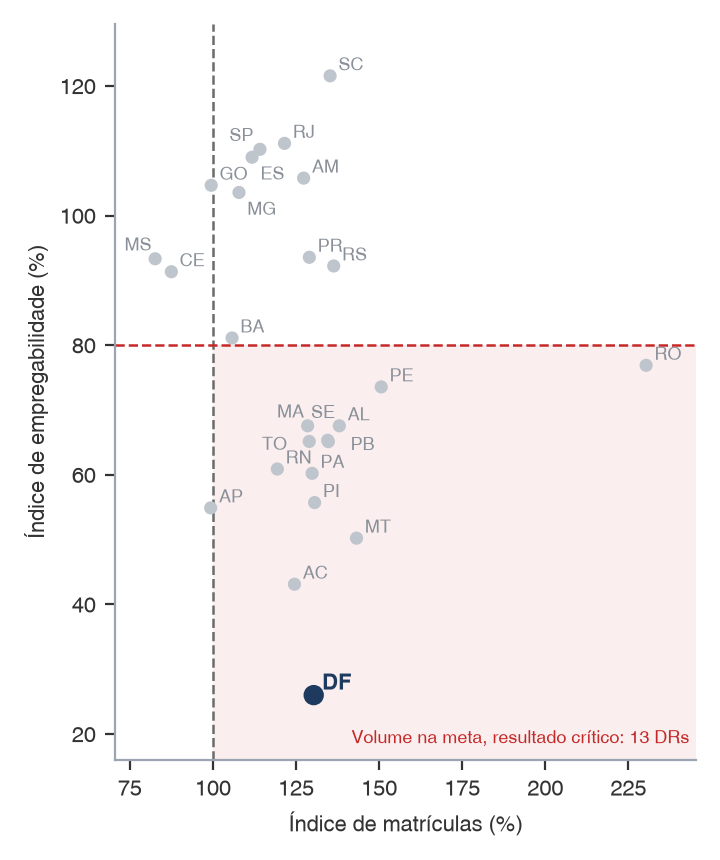 SC
120
SP
RJ
GO
ES
AM
100
MG
MS
CE
PR
RS
BA
80
RO
PE
MA
SE
AL
TO
PB
RN
PA
60
AP
PI
MT
AC
40
DF
20
Volume na meta, resultado crítico: 13 DRs
75
100
125
150
175
200
225
Índice de matrículas (%)
Índice de empregabilidade (%)